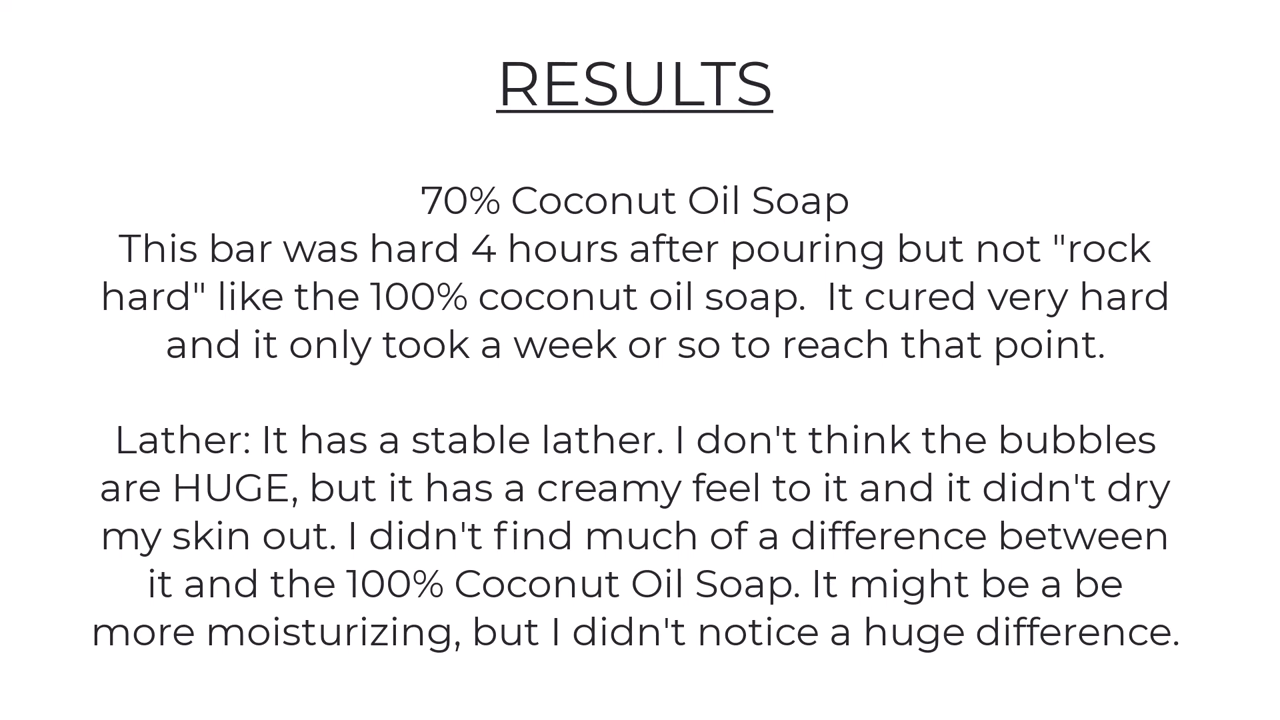 RESULTS
70% Coconut Oil Soap
This bar was hard 4 hours after pouring but not "rock
hard" like the 100% coconut oil soap.  It cured very hard
and it only took a week or so to reach that point.
Lather: It has a stable lather. I don't think the bubbles
are HUGE, but it has a creamy feel to it and it didn't dry
my skin out. I didn't find much of a difference between
it and the 100% Coconut Oil Soap. It might be a be
more moisturizing, but I didn't notice a huge difference.